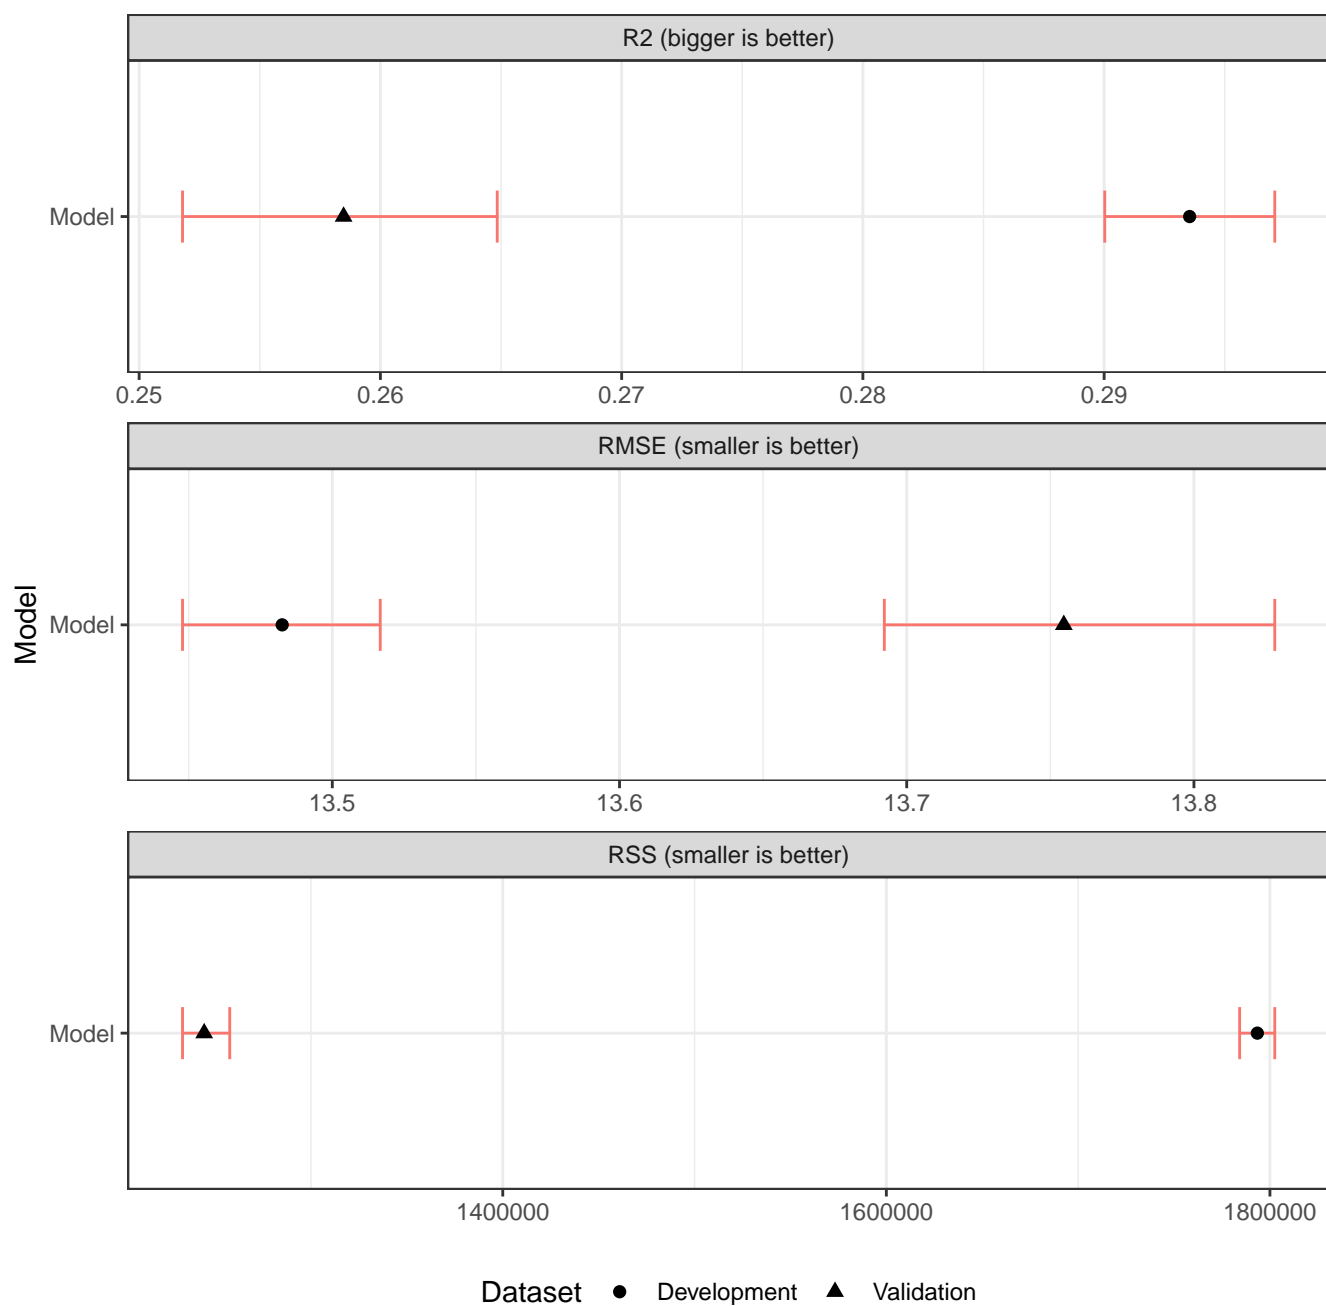 R2 (bigger is better)
Model
0.25 0.26 0.27 0.28 0.29
RMSE (smaller is better)
Model
Model
13.5 13.6 13.7 13.8
RSS (smaller is better)
Model
1400000 1600000 1800000
Dataset Development Validation